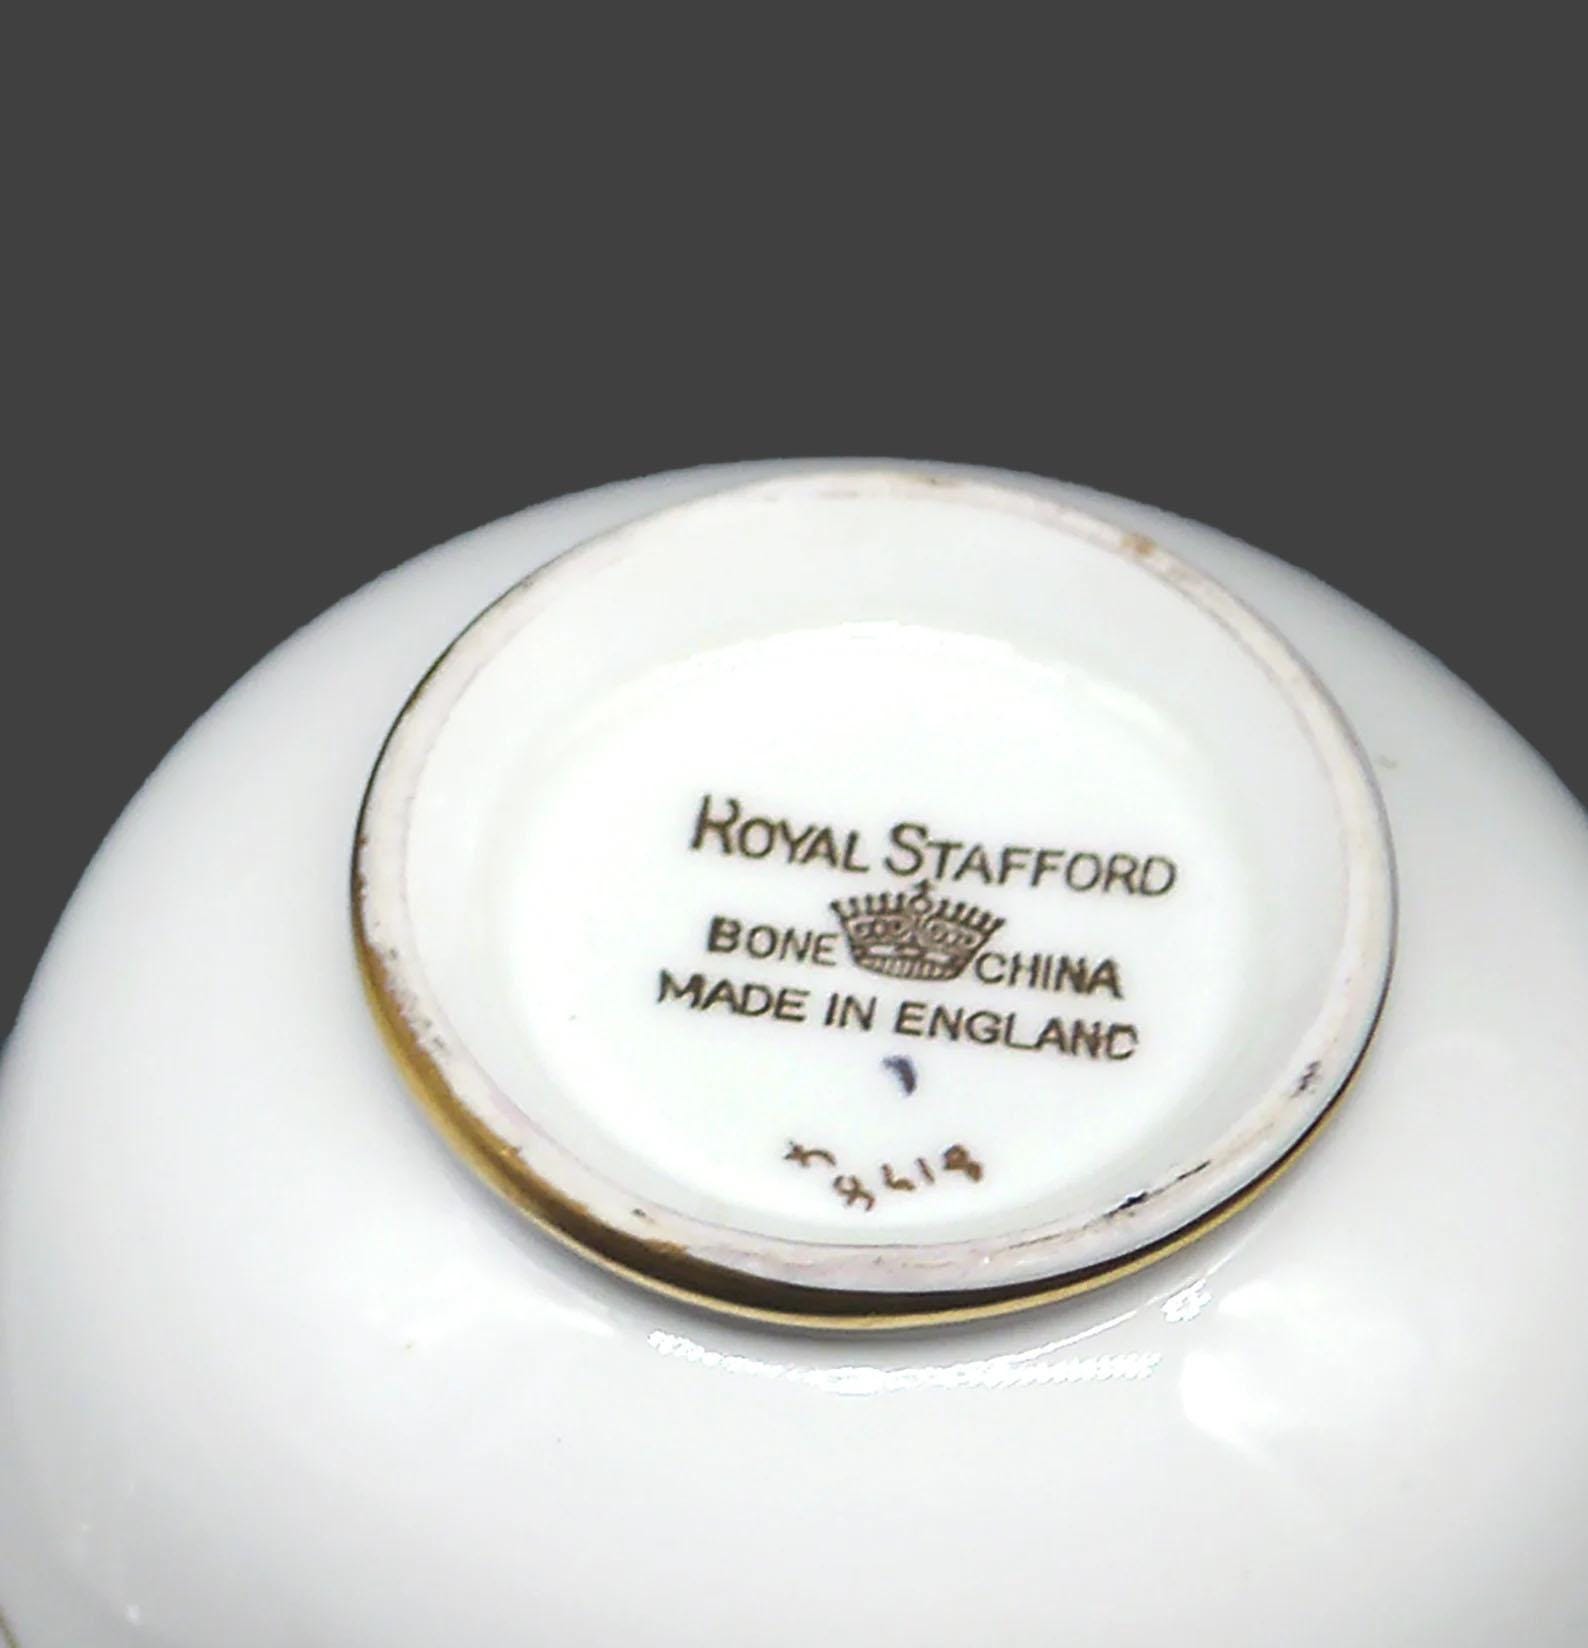 ROYAL STAFFORD
BONE CHINA
MADE IN ENGLAND